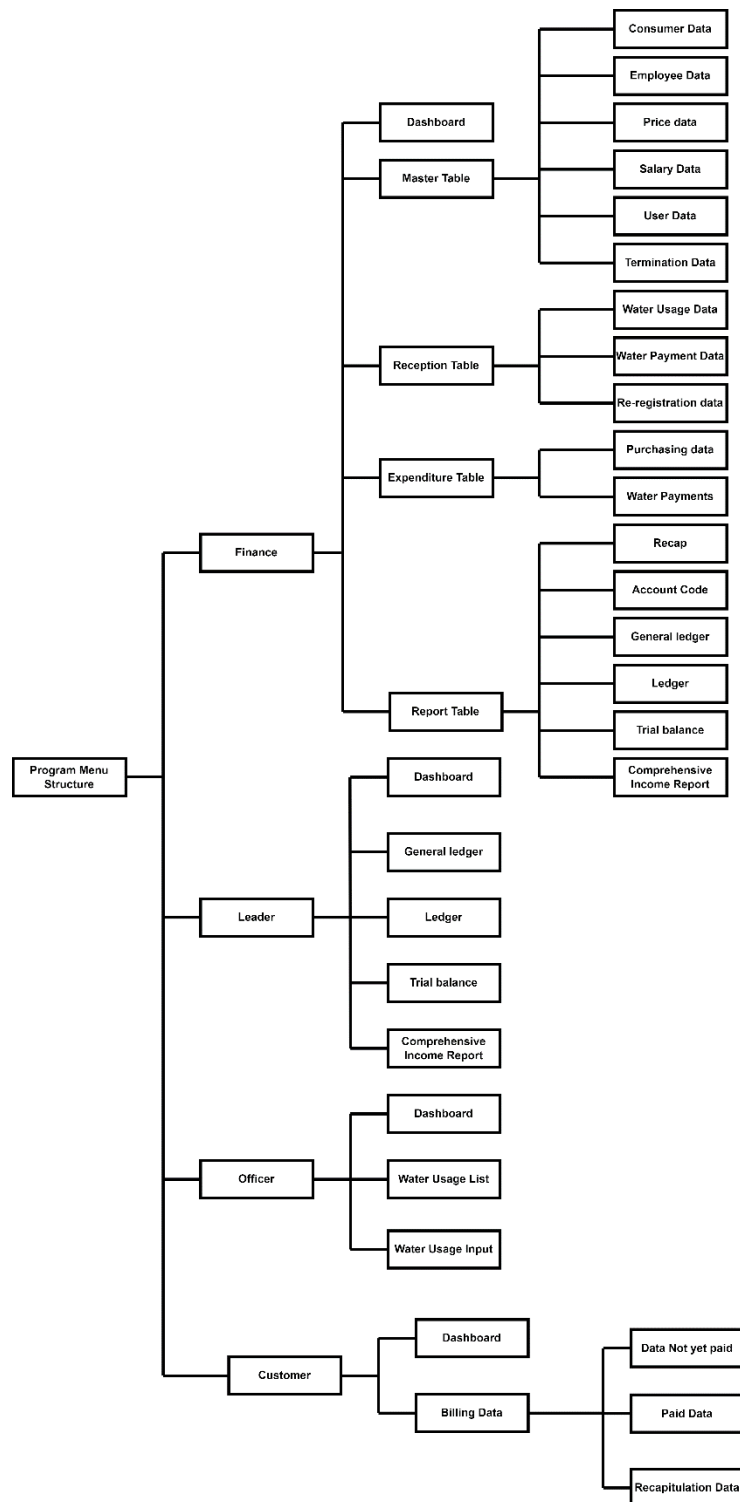 Consumer Data
Employee Data
Dashboard
Price data
Master Table
Salary Data
User Data
Termination Data
Water Usage Data
Reception Table
Water Payment Data
Re-registration data
Purchasing data
Expenditure Table
Water Payments
Finance
Recap
Account Code
General ledger
Ledger
Report Table
Trial balance
Comprehensive
Income Report
Program Menu
Structure
Dashboard
General ledger
Leader
Ledger
Trial balance
Comprehensive
Income Report
Dashboard
Officer
Water Usage List
Water Usage Input
Dashboard
Data Not yet paid
Customer
Billing Data
Paid Data
Recapitulation Data